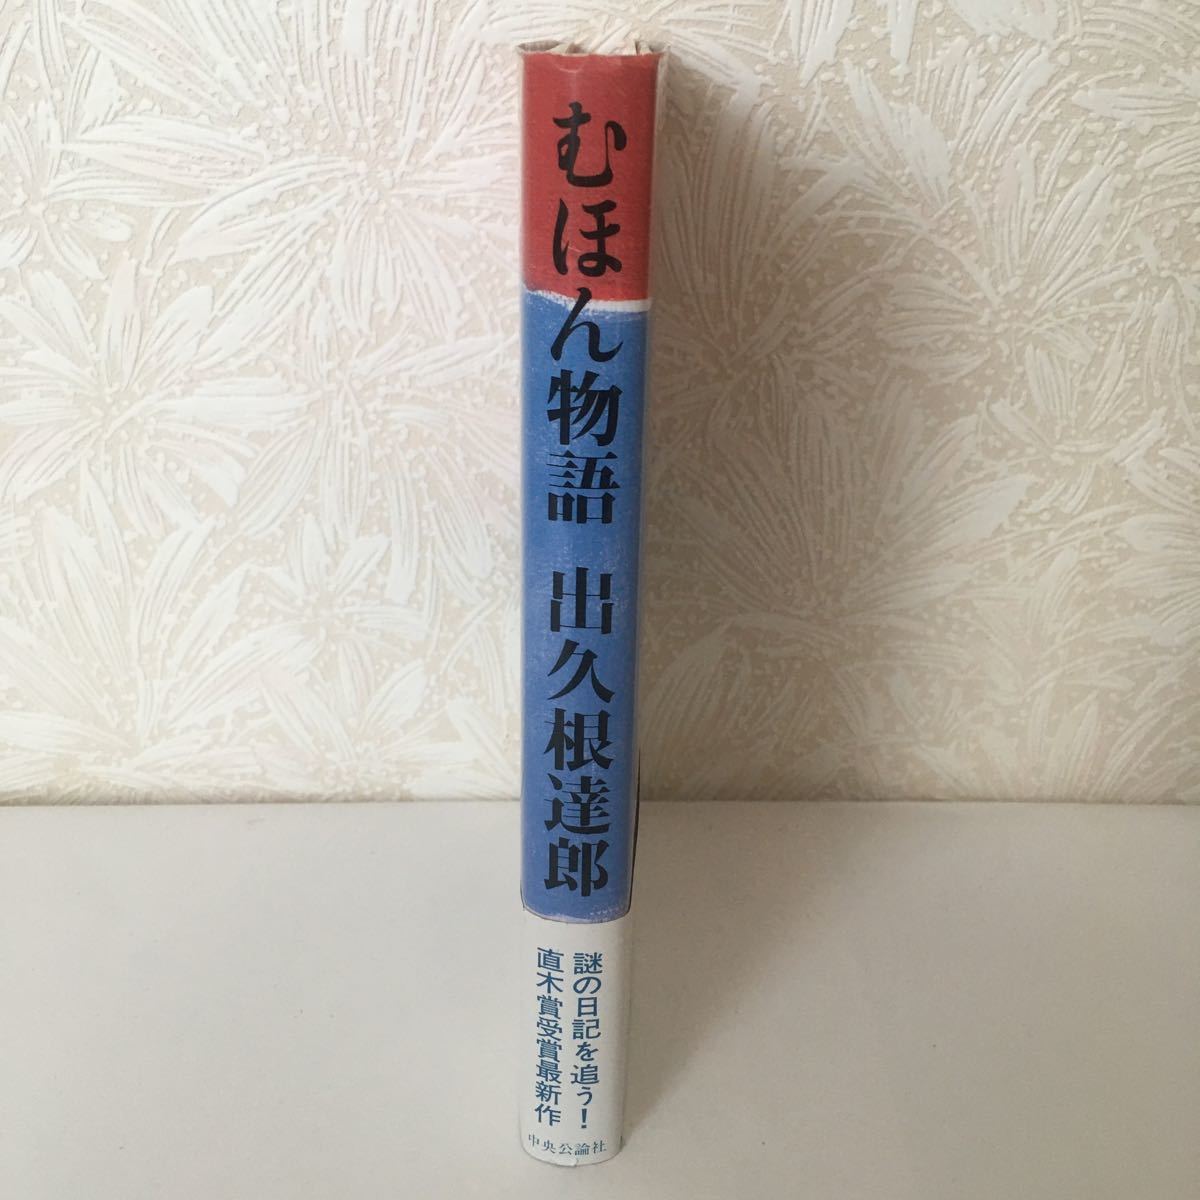 むほん物語
出久根達郎
謎の日記を追う!
直木賞受賞最新作
中央公論社